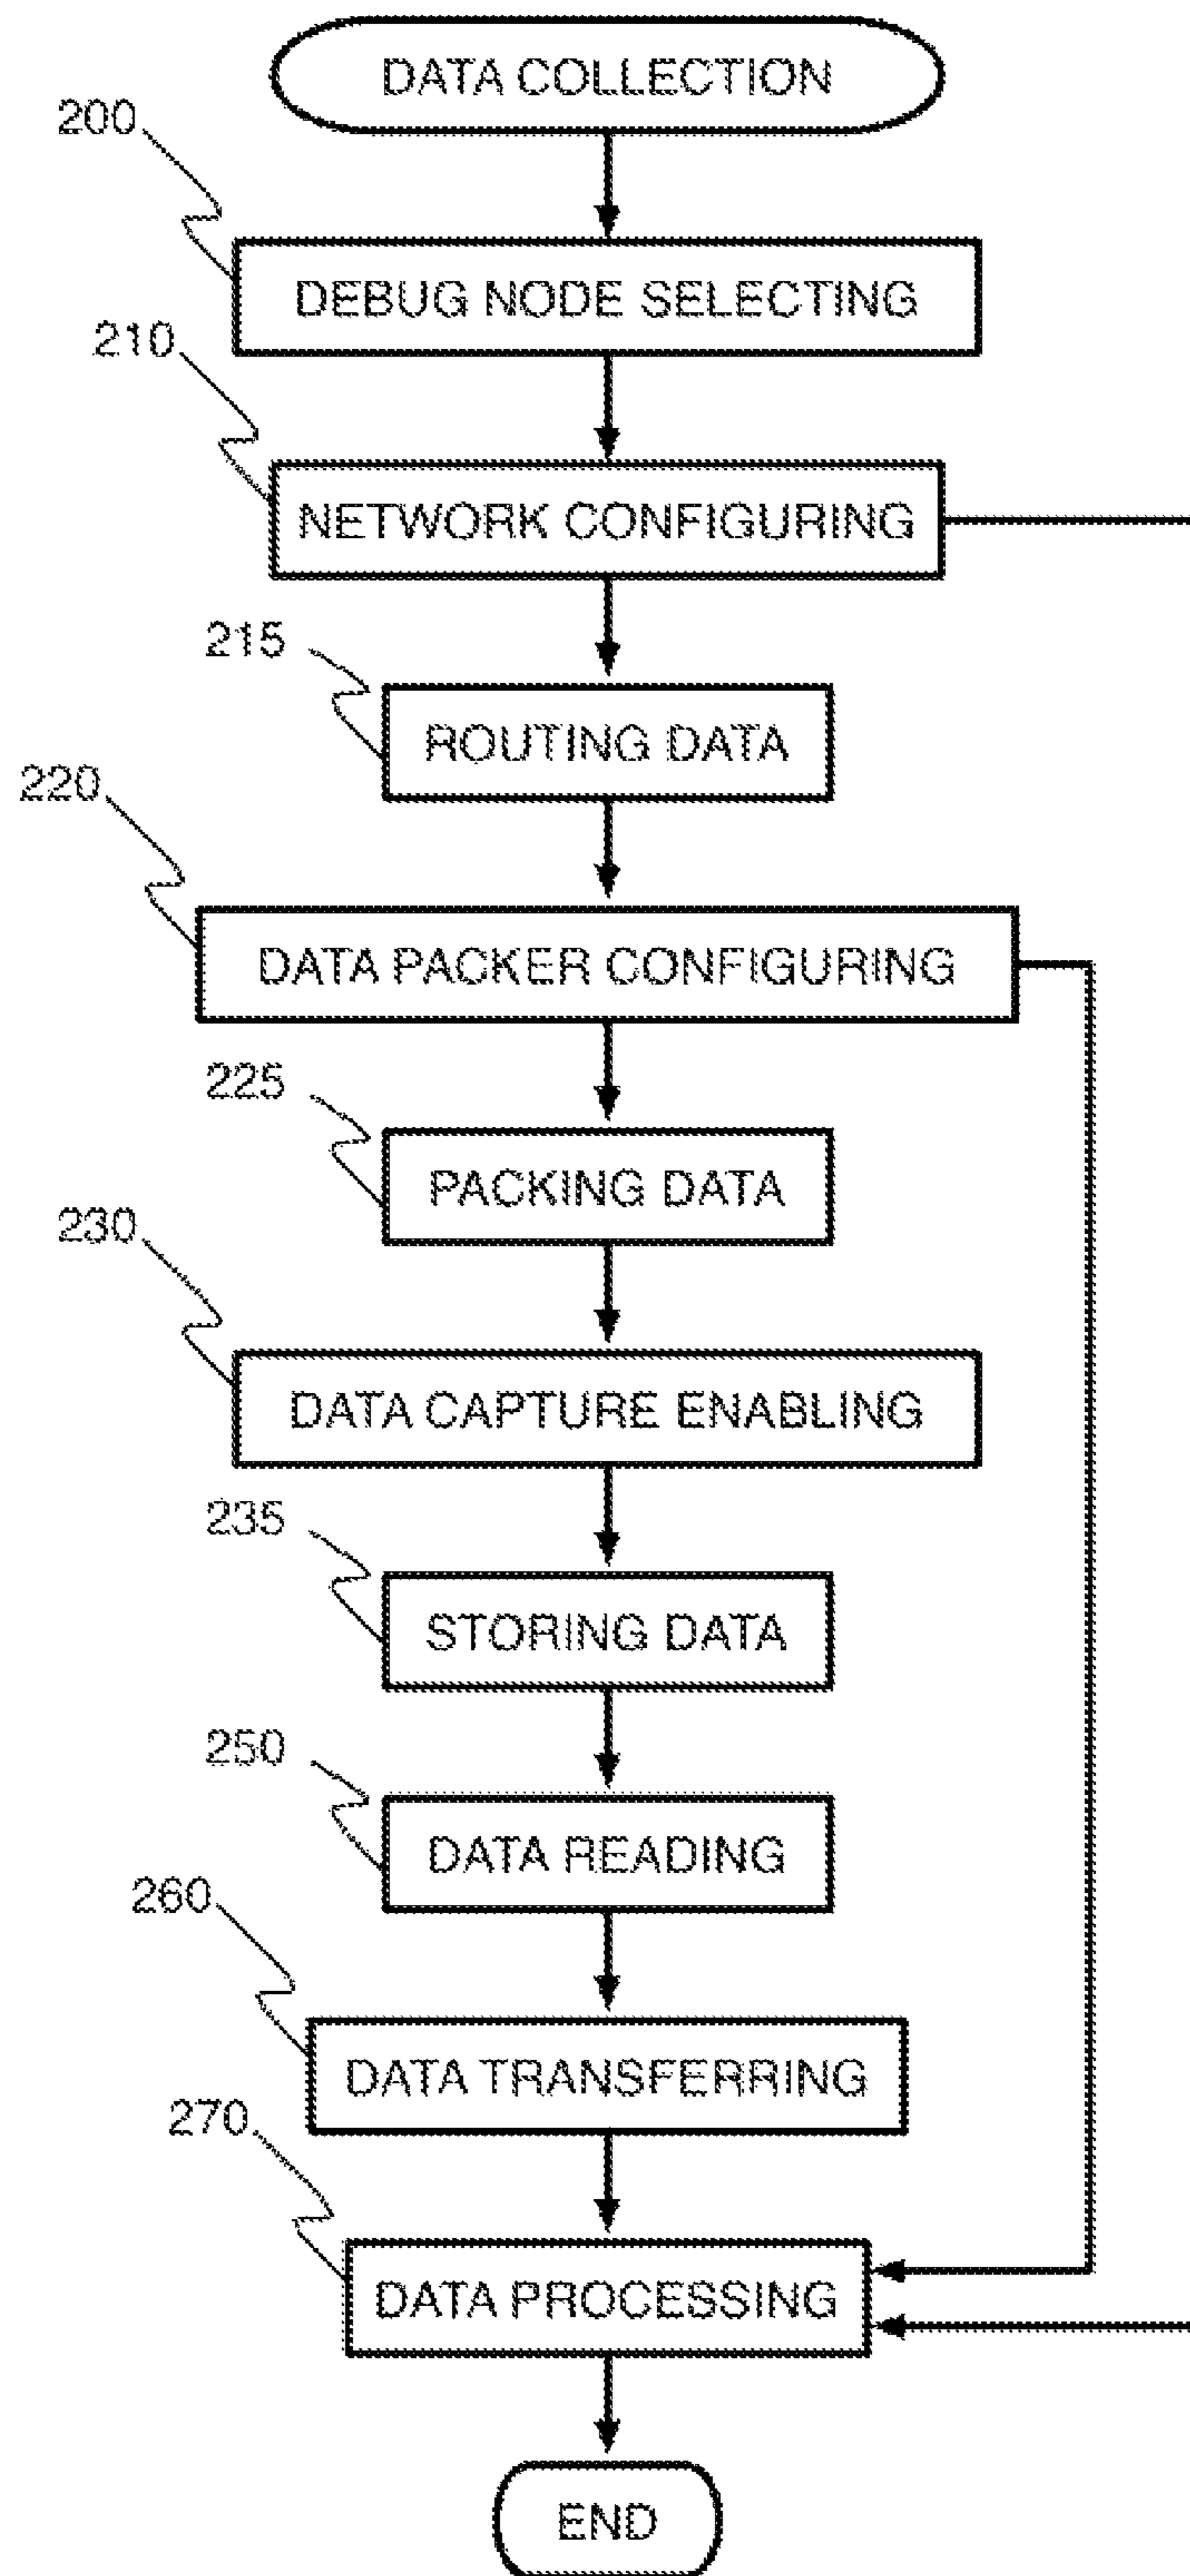 DATA COLLECTION
200
DEBUG NODE SELECTING
210
NETWORK CONFIGURING
215
ROUTING DATA
220
DATA PACKER CONFIGURING
225
PACKING DATA
230
DATA CAPTURE ENABLING
235
STORING DATA
250
DATA READING
260
DATA TRANSFERRING
270
DATA PROCESSING
END